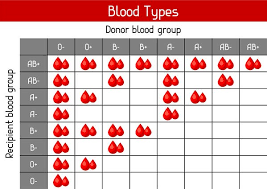 Blood Types
Donor blood group
O- O+ B- B+ A- A+ AB- AB+
Recipient blood group
AB+
AB-
A+
A-
B+
B-
O+
O-